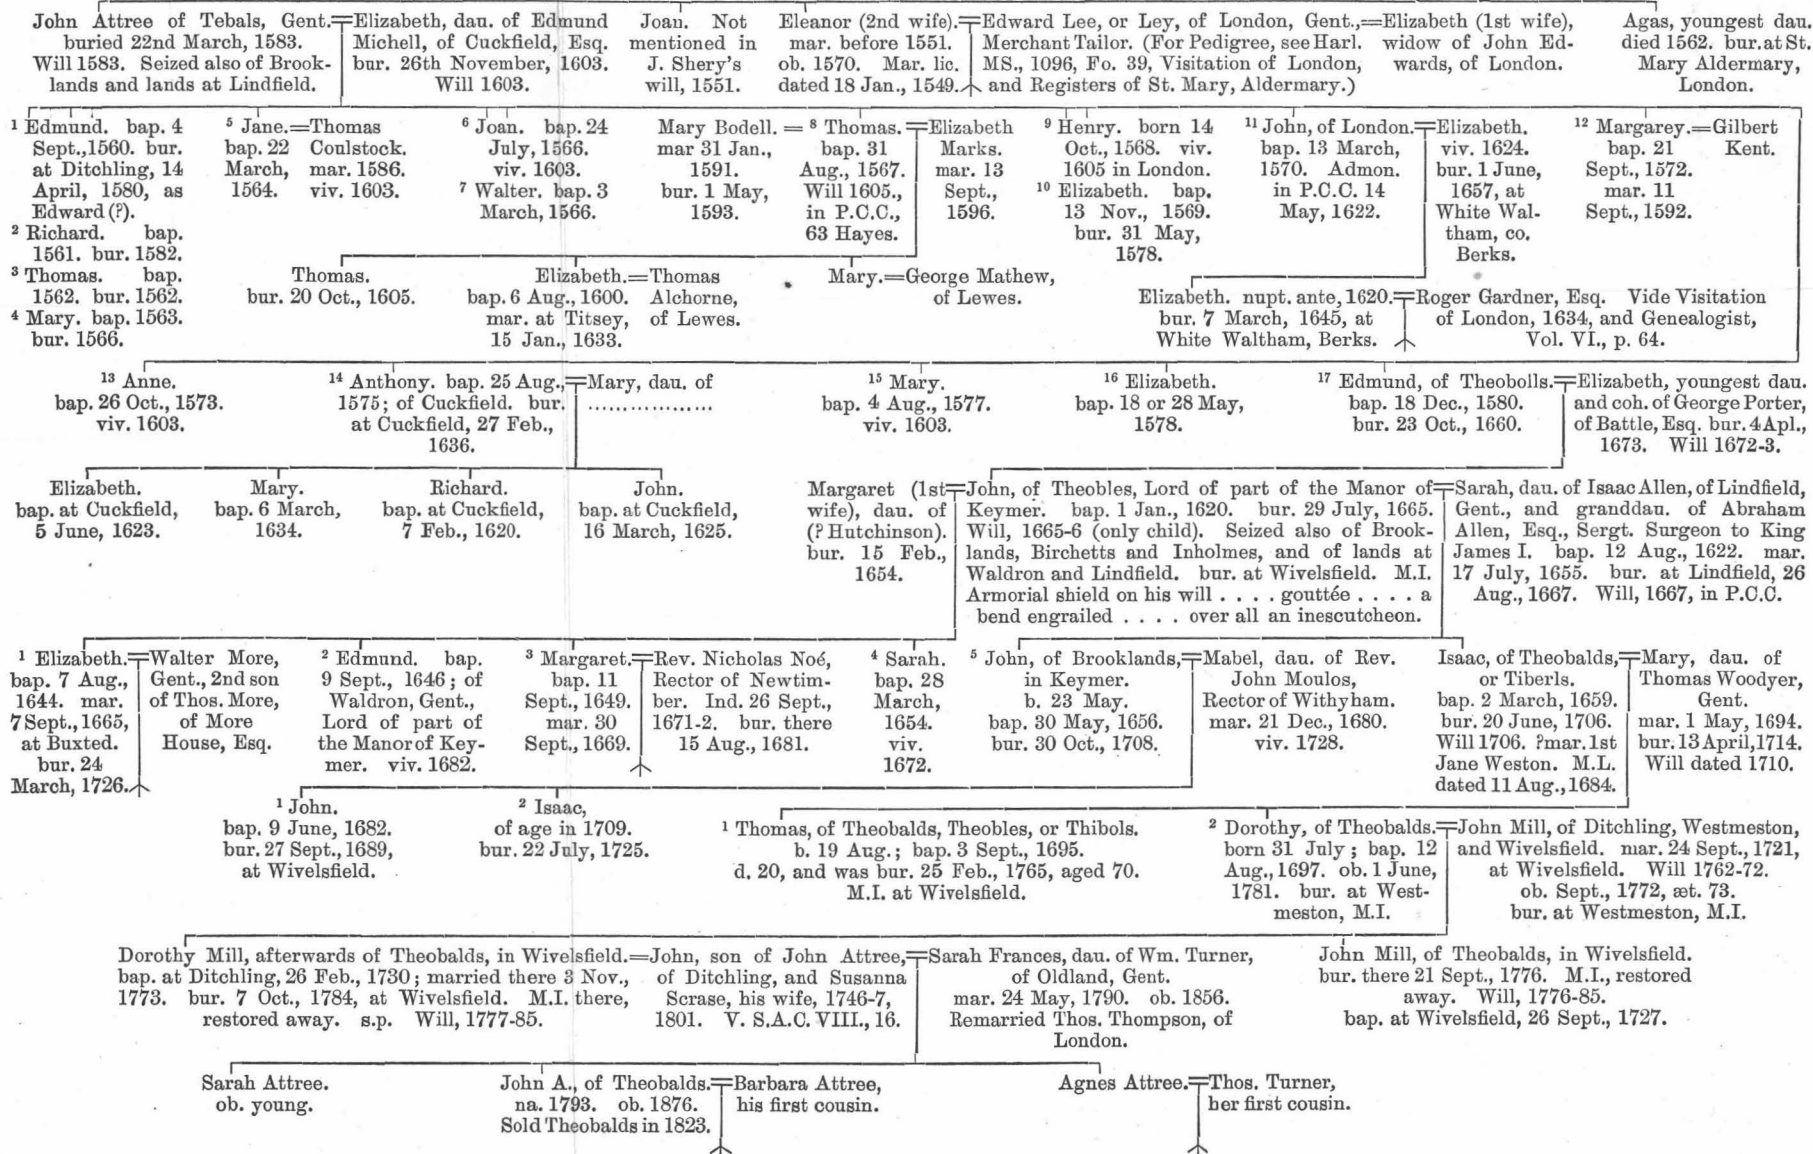 John Attree of Tebals, Gent.
buried 22nd March, 1583.
Will 1583. Seized also of Brook-
lands and lands at Lindfield.
Elizabeth, dau. of Edmund
Michell, of Cuckfield, Esq.
bur. 26th November, 1603.
Will 1603.
Joan. Not
mentioned in
J. Shery's
will, 1551.
Eleanor (2nd wife).
mar. before 1551.
ob. 1570. Mar. lic.
dated 18 Jan., 1549.
Edward Lee, or Ley, of London, Gent.,
Merchant Tailor. (For Pedigree, see Harl.
MS., 1096, Fo. 39, Visitation of London,
and Registers of St. Mary, Aldermary.)
=Elizabeth (1st wife),
widow of John Ed-
wards, of London.
Agas, youngest dau.
died 1562. bur. at St.
Mary Aldermary,
London.
1 Edmund. bap. 4
Sept., 1560. bur.
at Ditchling, 14
April, 1580, as
Edward (?).
2 Richard. bap.
1561. bur. 1582.
3 Thomas. bap.
1562. bur. 1562.
4 Mary. bap. 1563.
bur. 1566.
5 Jane.=Thomas
bap. 22 Coulstock.
March, mar. 1586.
1564. viv. 1603.
6 Joan. bap. 24
July, 1566.
viv. 1603.
7 Walter. bap. 3
March, 1566.
Mary Bodell. =
mar 31 Jan.,
1591.
bur. 1 May,
1593.
8 Thomas.
bap. 31
Aug., 1567.
Will 1605.,
in P.C.C.,
63 Hayes.
Elizabeth
Marks.
mar. 13
Sept.,
1596.
9 Henry. born 14
Oct., 1568. viv.
1605 in London.
10 Elizabeth. bap.
13 Nov., 1569.
bur. 31 May,
1578.
11 John, of London.
bap. 13 March,
1570. Admon.
in P.C.C. 14
May, 1622.
Elizabeth.
viv. 1624.
bur. 1 June,
1657, at
White Wal-
tham, co.
Berks.
12 Margarey.=Gilbert
bap. 21 Kent.
Sept., 1572.
mar. 11
Sept., 1592.
Thomas.
bur. 20 Oct., 1605.
Elizabeth.=Thomas
bap. 6 Aug., 1600. Alchorne,
mar. at Titsey, of Lewes.
15 Jan., 1633.
Mary.=George Mathew,
of Lewes.
Elizabeth. nupt. ante, 1620.
bur. 7 March, 1645, at
White Waltham, Berks.
Roger Gardner, Esq. Vide Visitation
of London, 1634, and Genealogist,
Vol. VI., p. 64.
13 Anne.
bap. 26 Oct., 1573.
viv. 1603.
14 Anthony. bap. 25 Aug.,
1575; of Cuckfield. bur.
at Cuckfield, 27 Feb.,
1636.
Mary, dau. of
..................
15 Mary.
bap. 4 Aug., 1577.
viv. 1603.
16 Elizabeth.
bap. 18 or 28 May,
1578.
17 Edmund, of Theobolls.
bap. 18 Dec., 1580.
bur. 23 Oct., 1660.
Elizabeth, youngest dau.
and coh. of George Porter,
of Battle, Esq. bur. 4 Apl.,
1673. Will 1672-3.
Elizabeth.
bap. at Cuckfield,
5 June, 1623.
Mary.
bap. 6 March,
1634.
Richard.
bap. at Cuckfield,
7 Feb., 1620.
John.
bap. at Cuckfield,
16 March, 1625.
Margaret (1st
wife), dau. of
(? Hutchinson).
bur. 15 Feb.,
1654.
John, of Theobles, Lord of part of the Manor of
Keymer. bap. 1 Jan., 1620. bur. 29 July, 1665.
Will, 1665-6 (only child). Seized also of Brook-
lands, Birchetts and Inholmes, and of lands at
Waldron and Lindfield. bur. at Wivelsfield. M.I.
Armorial shield on his will . . . . gouttée . . . . a
bend engrailed . . . . over all an inescutcheon.
Sarah, dau. of Isaac Allen, of Lindfield,
Gent., and granddau. of Abraham
Allen, Esq., Sergt. Surgeon to King
James I. bap. 12 Aug., 1622. mar.
17 July, 1655. bur. at Lindfield, 26
Aug., 1667. Will, 1667, in P.C.C.
1 Elizabeth.
bap. 7 Aug.,
1644. mar.
7 Sept., 1665,
at Buxted.
bur. 24
March, 1726.
Walter More,
Gent., 2nd son
of Thos. More,
of More
House, Esq.
2 Edmund. bap.
9 Sept., 1646; of
Waldron, Gent.,
Lord of part of
the Manor of Key-
mer. viv. 1682.
3 Margaret.
bap. 11
Sept., 1649.
mar. 30
Sept., 1669.
Rev. Nicholas Noé,
Rector of Newtim-
ber. Ind. 26 Sept.,
1671-2. bur. there
15 Aug., 1681.
4 Sarah.
bap. 28
March,
1654.
viv.
1672.
5 John, of Brooklands,
in Keymer.
b. 23 May.
bap. 30 May, 1656.
bur. 30 Oct., 1708.
Mabel, dau. of Rev.
John Moulos,
Rector of Withyham.
mar. 21 Dec., 1680.
viv. 1728.
Isaac, of Theobalds,
or Tiberls.
bap. 2 March, 1659.
bur. 20 June, 1706.
Will 1706. ?mar. 1st
Jane Weston. M.L.
dated 11 Aug., 1684.
Mary, dau. of
Thomas Woodyer,
Gent.
mar. 1 May, 1694.
bur. 13 April, 1714.
Will dated 1710.
1 John.
bap. 9 June, 1682.
bur. 27 Sept., 1689,
at Wivelsfield.
2 Isaac,
of age in 1709.
bur. 22 July, 1725.
1 Thomas, of Theobalds, Theobles, or Thibols.
b. 19 Aug.; bap. 3 Sept., 1695.
d. 20, and was bur. 25 Feb., 1765, aged 70.
M.I. at Wivelsfield.
2 Dorothy, of Theobalds.
born 31 July; bap. 12
Aug., 1697. ob. 1 June,
1781. bur. at West-
meston, M.I.
John Mill, of Ditchling, Westmeston,
and Wivelsfield. mar. 24 Sept., 1721,
at Wivelsfield. Will 1762-72.
ob. Sept., 1772, æt. 73.
bur. at Westmeston, M.I.
Dorothy Mill, afterwards of Theobalds, in Wivelsfield.=
bap. at Ditchling, 26 Feb., 1730; married there 3 Nov.,
1773. bur. 7 Oct., 1784, at Wivelsfield. M.I. there,
restored away. s.p. Will, 1777-85.
John, son of John Attree,
of Ditchling, and Susanna
Scrase, his wife, 1746-7,
1801. V. S.A.C. VIII., 16.
Sarah Frances, dau. of Wm. Turner,
of Oldland, Gent.
mar. 24 May, 1790. ob. 1856.
Remarried Thos. Thompson, of
London.
John Mill, of Theobalds, in Wivelsfield.
bur. there 21 Sept., 1776. M.I., restored
away. Will, 1776-85.
bap. at Wivelsfield, 26 Sept., 1727.
Sarah Attree.
ob. young.
John A., of Theobalds.
na. 1793. ob. 1876.
Sold Theobalds in 1823.
Barbara Attree,
his first cousin.
Agnes Attree.
Thos. Turner,
her first cousin.